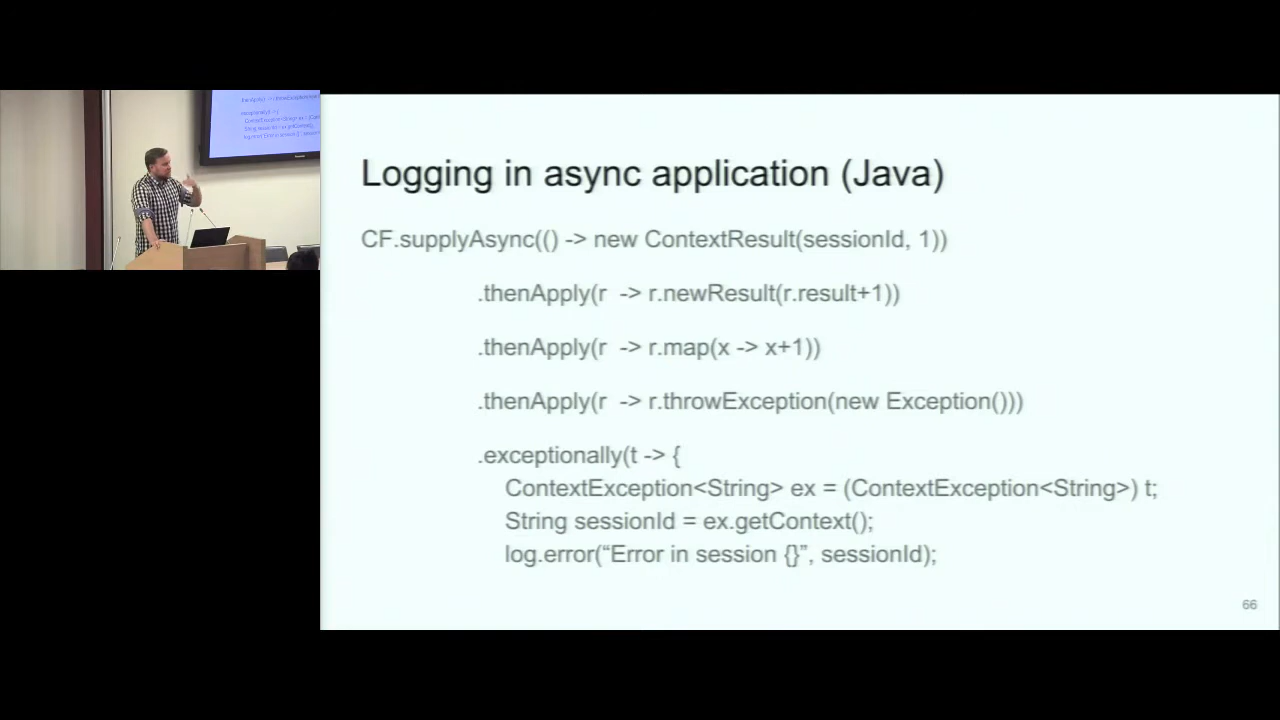 Logging in async application (Java)
CF.supplyAsync(() -> new ContextResult(sessionId, 1))
.thenApply(r -> r.newResult(r.result+1))
.thenApply(r -> r.map(x -> x+1))
.thenApply(r -> r.throwException(new Exception()))
.exceptionally(t -> {
ContextException<String> ex = (ContextException<String>) t;
String sessionId = ex.getContext();
log.error(“Error in session {}”, sessionId);
66